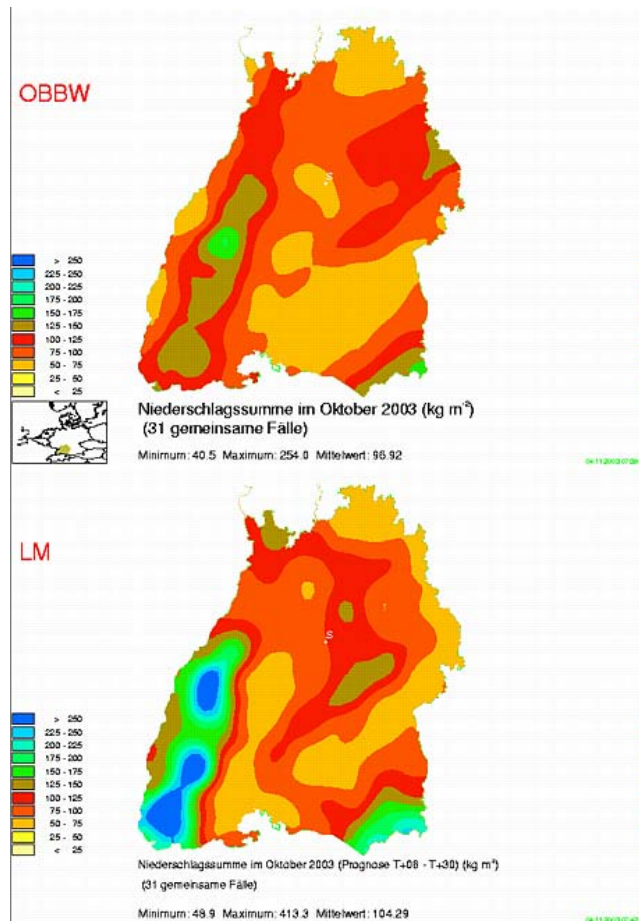 OBBW
S
> 250
225 - 250
200 - 225
175 - 200
150 - 175
125 - 150
100 - 125
75 - 100
50 - 75
25 - 50
< 25
Niederschlagssumme im Oktober 2003 (kg m⁻²)
(31 gemeinsame Fälle)
Minimum: 40.5 Maximum: 254.0 Mittelwert: 96.92
LM
S
> 250
225 - 250
200 - 225
175 - 200
150 - 175
125 - 150
100 - 125
75 - 100
50 - 75
25 - 50
< 25
Niederschlagssumme im Oktober 2003 (Prognose T+06 - T+30) (kg m⁻²)
(31 gemeinsame Fälle)
Minimum: 48.9 Maximum: 413.3 Mittelwert: 104.29